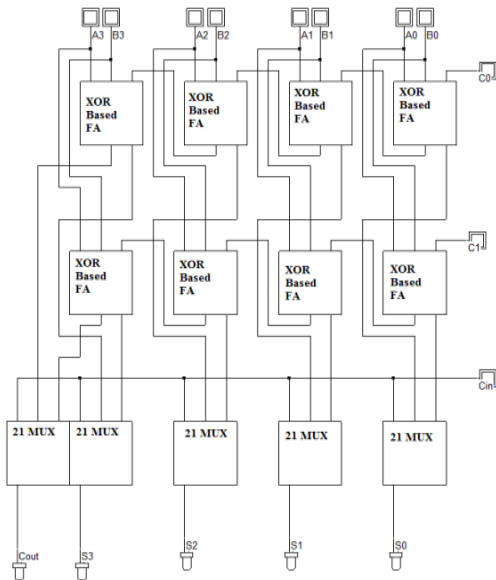 A3 B3 A2 B2 A1 B1 A0 B0
C0
XOR
Based
FA
XOR
Based
FA
XOR
Based
FA
XOR
Based
FA
C1
XOR
Based
FA
XOR
Based
FA
XOR
Based
FA
XOR
Based
FA
Cin
21 MUX 21 MUX 21 MUX 21 MUX 21 MUX
Cout S3 S2 S1 S0